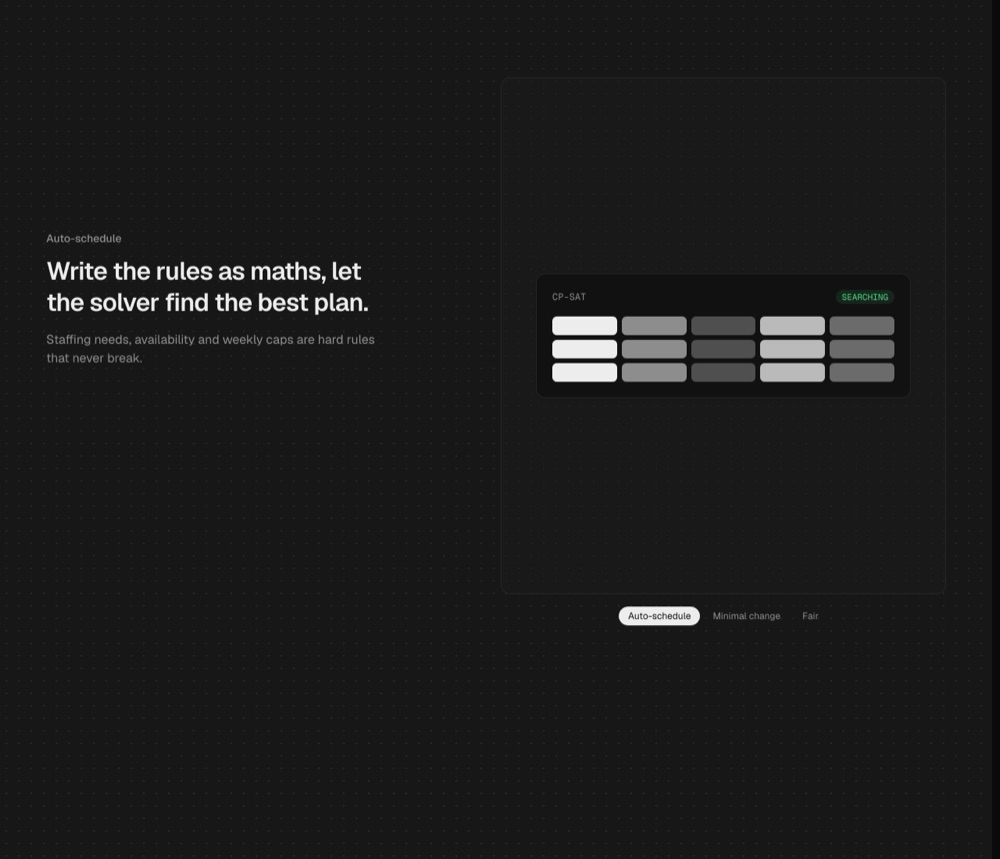 Auto-schedule
Write the rules as maths, let
the solver find the best plan.
Staffing needs, availability and weekly caps are hard rules
that never break.
CP-SAT
SEARCHING
Auto-schedule
Minimal change
Fair